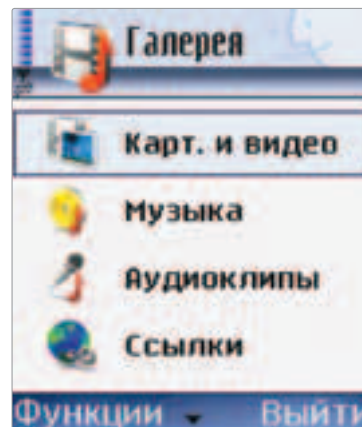 Галерея
Карт. и видео
Музыка
Аудиоклипы
Ссылки
Функции Выйти